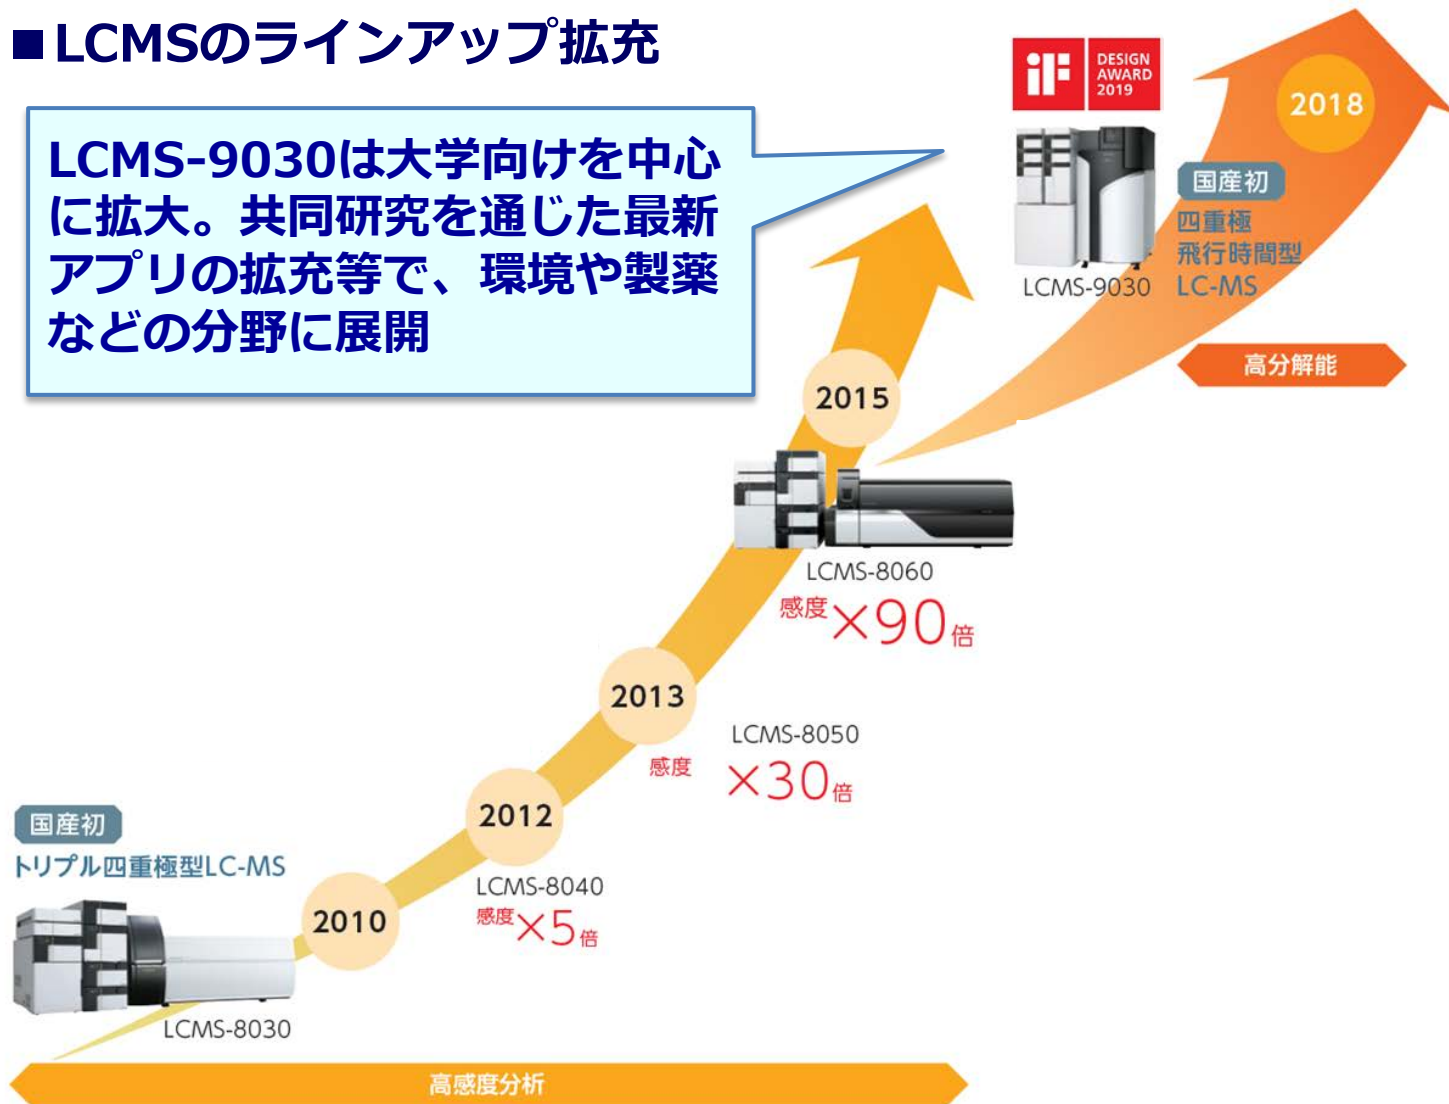 ■LCMSのラインアップ拡充
LCMS-9030は大学向けを中心
に拡大。共同研究を通じた最新
アプリの拡充等で、環境や製薬
などの分野に展開
iF
DESIGN
AWARD
2019
2018
国産初
四重極
飛行時間型
LC-MS
LCMS-9030
高分解能
2015
LCMS-8060
感度×90倍
2013
LCMS-8050
感度 ×30倍
2012
LCMS-8040
感度×5倍
国産初
トリプル四重極型LC-MS
2010
LCMS-8030
高感度分析